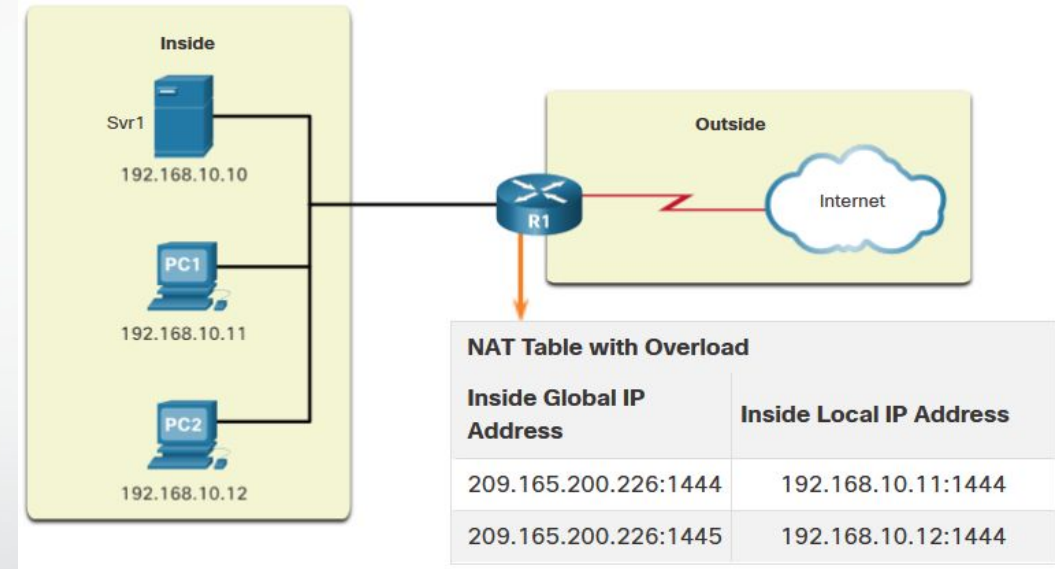 Inside
Svr1
192.168.10.10
PC1
192.168.10.11
PC2
192.168.10.12
Outside
Internet
R1
NAT Table with Overload
Inside Global IP
Address
Inside Local IP Address
209.165.200.226:1444 192.168.10.11:1444
209.165.200.226:1445 192.168.10.12:1444